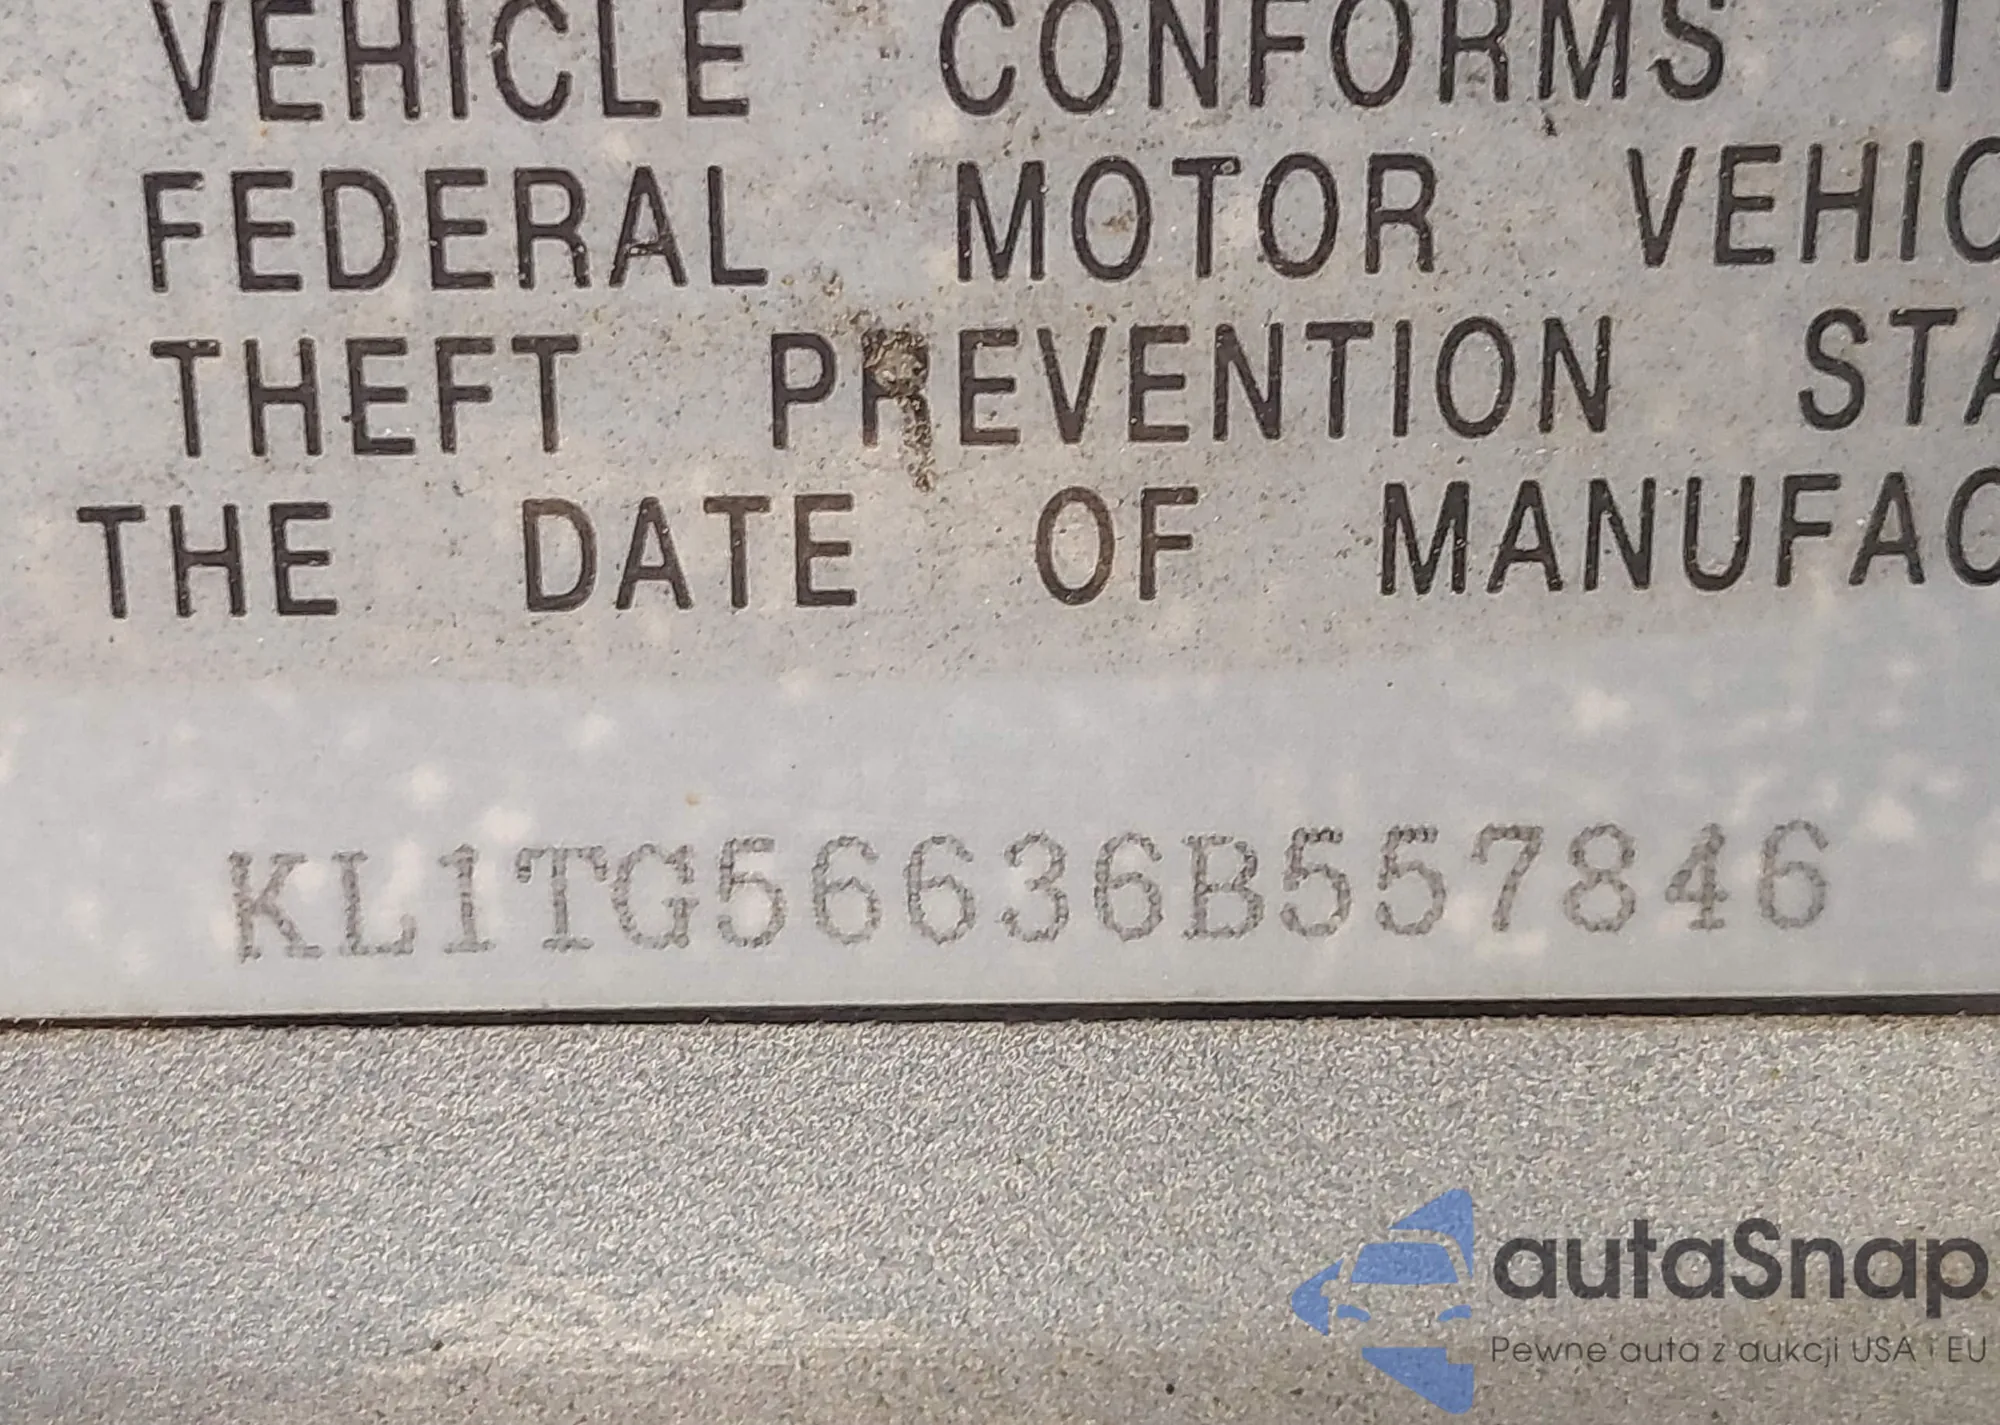 VEHICLE CONFORMS T
FEDERAL MOTOR VEHIC
THEFT PREVENTION STA
THE DATE OF MANUFAC
KL1TG56636B557846
autaSnap
Pewne auta z aukcji USA i EU